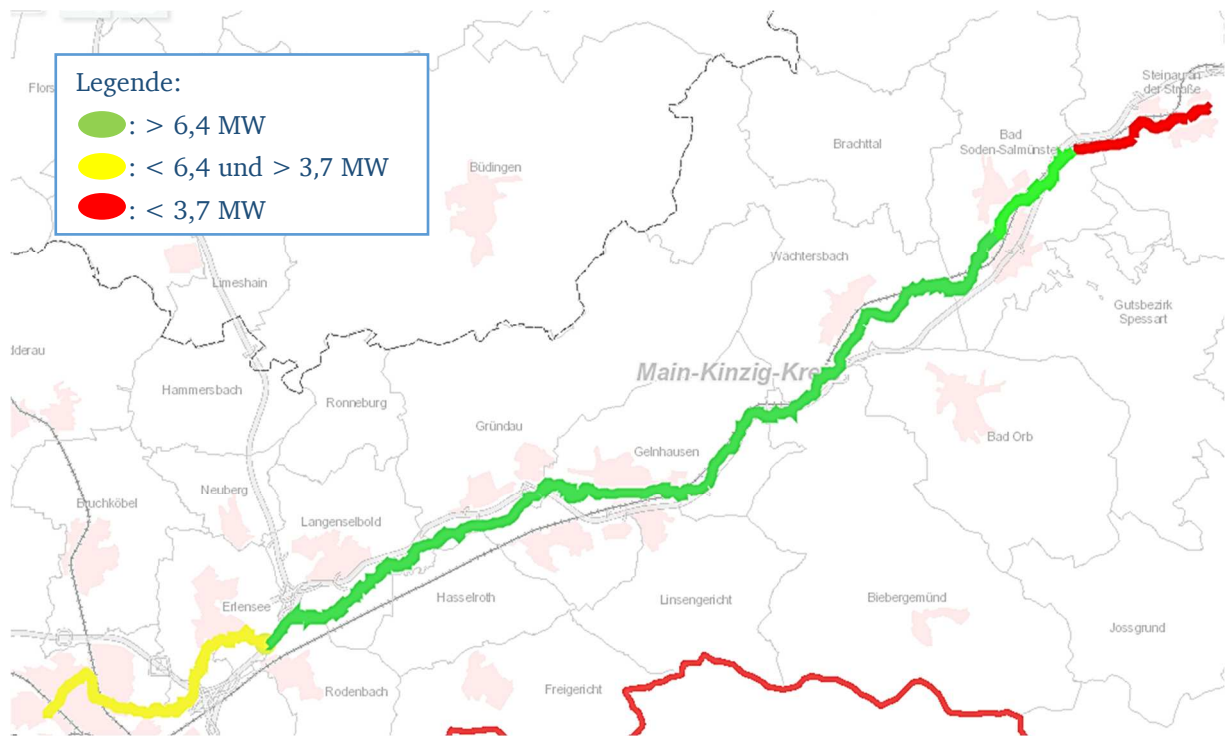 Legende:
: > 6,4 MW
: < 6,4 und > 3,7 MW
: < 3,7 MW
Flors
Steinau an
der Straße
Bad
Soden-Salmünster
Brachttal
Büdingen
Wächtersbach
Limeshain
Gutsbezirk
Spessart
dderau
Main-Kinzig-Kre
Hammersbach
Ronneburg
Gründau
Bad Orb
Gelnhausen
Neuberg
Bruchköbel
Langenselbold
Hasselroth
Linsengericht
Biebergemünd
Erlensee
Jossgrund
Rodenbach
Freigericht